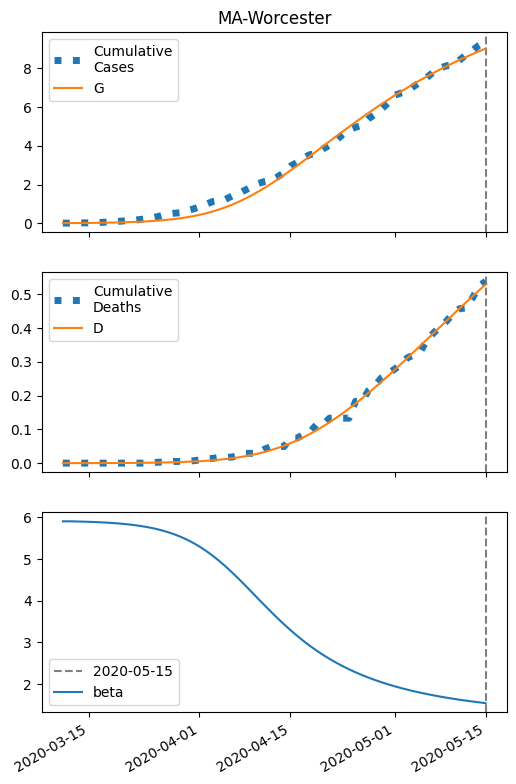 MA-Worcester
Cumulative
Cases
G
8
6
4
2
0
Cumulative
Deaths
D
0.5
0.4
0.3
0.2
0.1
0.0
6
5
4
3
2
2020-05-15
beta
2020-03-15
2020-04-01
2020-04-15
2020-05-01
2020-05-15